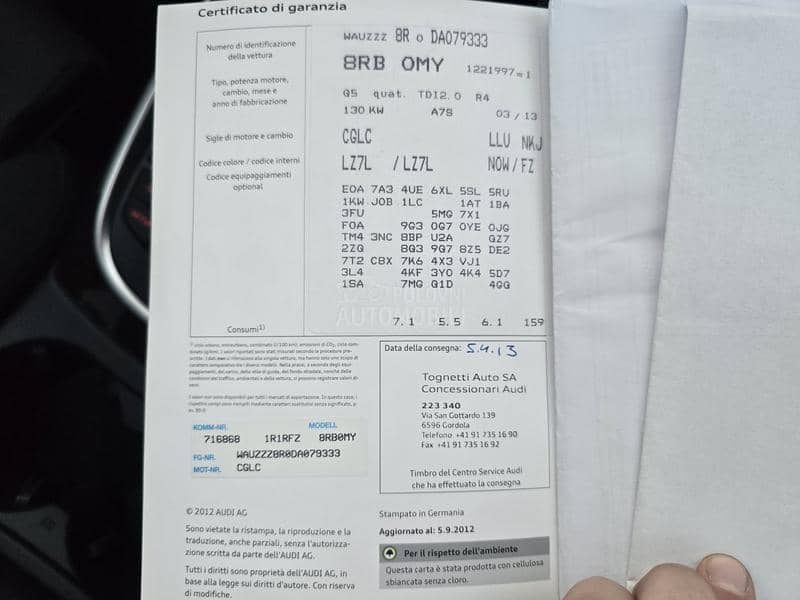 Certificato di garanzia
Numero di identificazione
della vettura
WAUZZZ 8R 0 DA079333
8RB 0MY 1221997=1
Tipo, potenza motore,
cambio, mese e
anno di fabbricazione
Q5 quat. TDI2.0 R4
130 KW A7S 03 / 13
Sigle di motore e cambio
CGLC LLU NKJ
Codice colore / codice interni
LZ7L / LZ7L NOW / FZ
Codice equipaggiamenti
optional
E0A 7A3 4UE 6XL 5SL 5RU
1KW J0B 1LC 1AT 1BA
3FU 5MG 7X1
F0A 9G3 0G7 0YE 0JG
TM4 3NC 8BP U2A QZ7
2ZQ 8Q3 9Q7 BZ5 DE2
7T2 CBX 7K6 4X3 VJ1
3L4 4KF 3Y0 4K4 5D7
1SA 7MG Q1D 4GQ
Consumi¹⁾
7.1 5.5 6.1 159
Data della consegna: 5.4.13
Tognetti Auto SA
Concessionari Audi
223 340
Via San Gottardo 139
6596 Gordola
Telefono +41 91 735 16 90
Fax +41 91 735 16 92
Timbro del Centro Service Audi
che ha effettuato la consegna
KOMM-NR. MODELL
716868 1R1RFZ 8RB0MY
FG-NR. WAUZZZ8R0DA079333
MOT-NR. CGLC
© 2012 AUDI AG
Sono vietate la ristampa, la riproduzione e la
traduzione, anche parziali, senza l'autorizza-
zione scritta da parte dell'AUDI AG.
Tutti i diritti sono proprietà dell'AUDI AG, in
base alla legge sui diritti d'autore. Con riserva
di modifiche.
Stampato in Germania
Aggiornato al: 5.9.2012
Per il rispetto dell'ambiente
Questa carta è stata prodotta con cellulosa
sbiancata senza cloro.